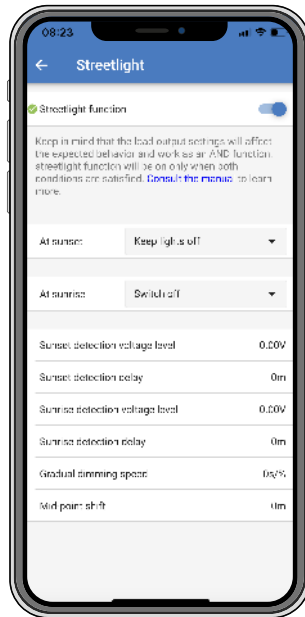 08:23
Streetlight
Streetlight function
Keep in mind that the load output settings will affect
the expected behavior and work as an AND function,
streetlight function will be on only when both
conditions are satisfied. Consult the manual to learn
more.
At sunset Keep lights off
At sunrise Switch off
Sunset detection voltage level 0.00V
Sunset detection delay 0m
Sunrise detection voltage level 0.00V
Sunrise detection delay 0m
Gradual dimming speed 0s/%
Mid point shift 0m